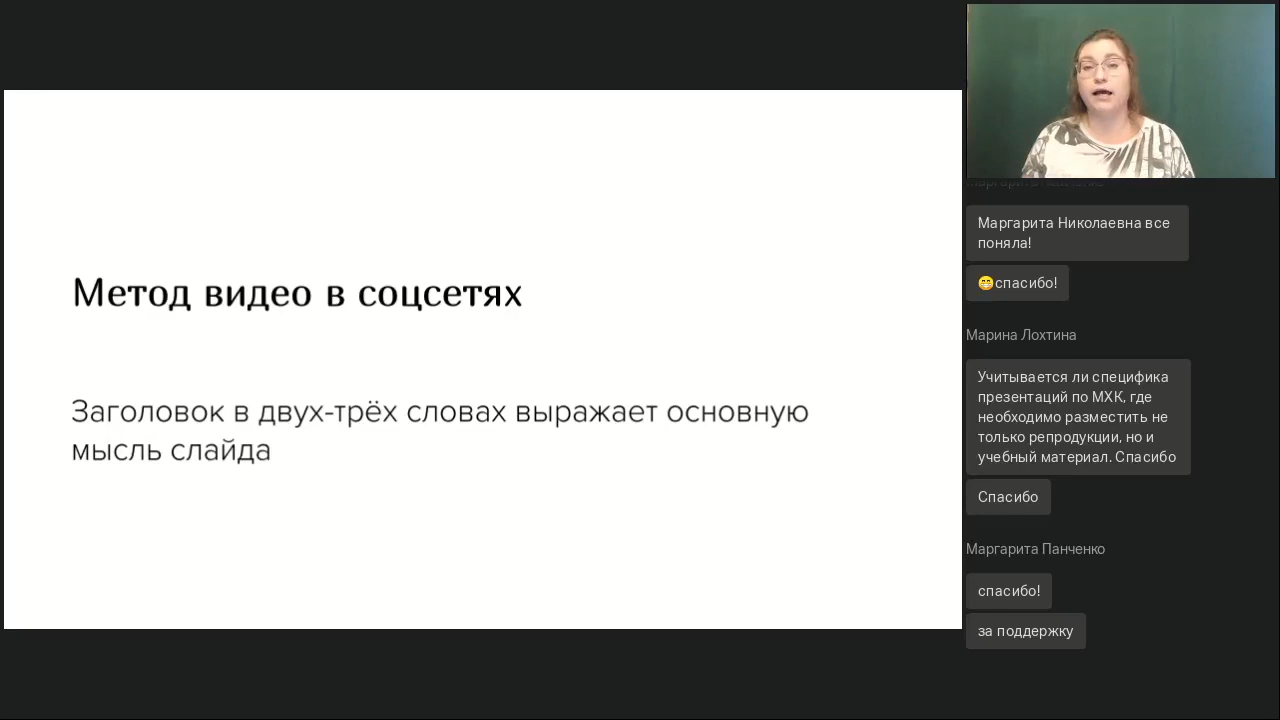 Метод видео в соцсетях
Заголовок в двух-трёх словах выражает основную
мысль слайда
Маргарита Николаевна все
поняла!
😁спасибо!
Марина Лохтина
Учитывается ли специфика
презентаций по МХК, где
необходимо разместить не
только репродукции, но и
учебный материал. Спасибо
Спасибо
Маргарита Панченко
спасибо!
за поддержку